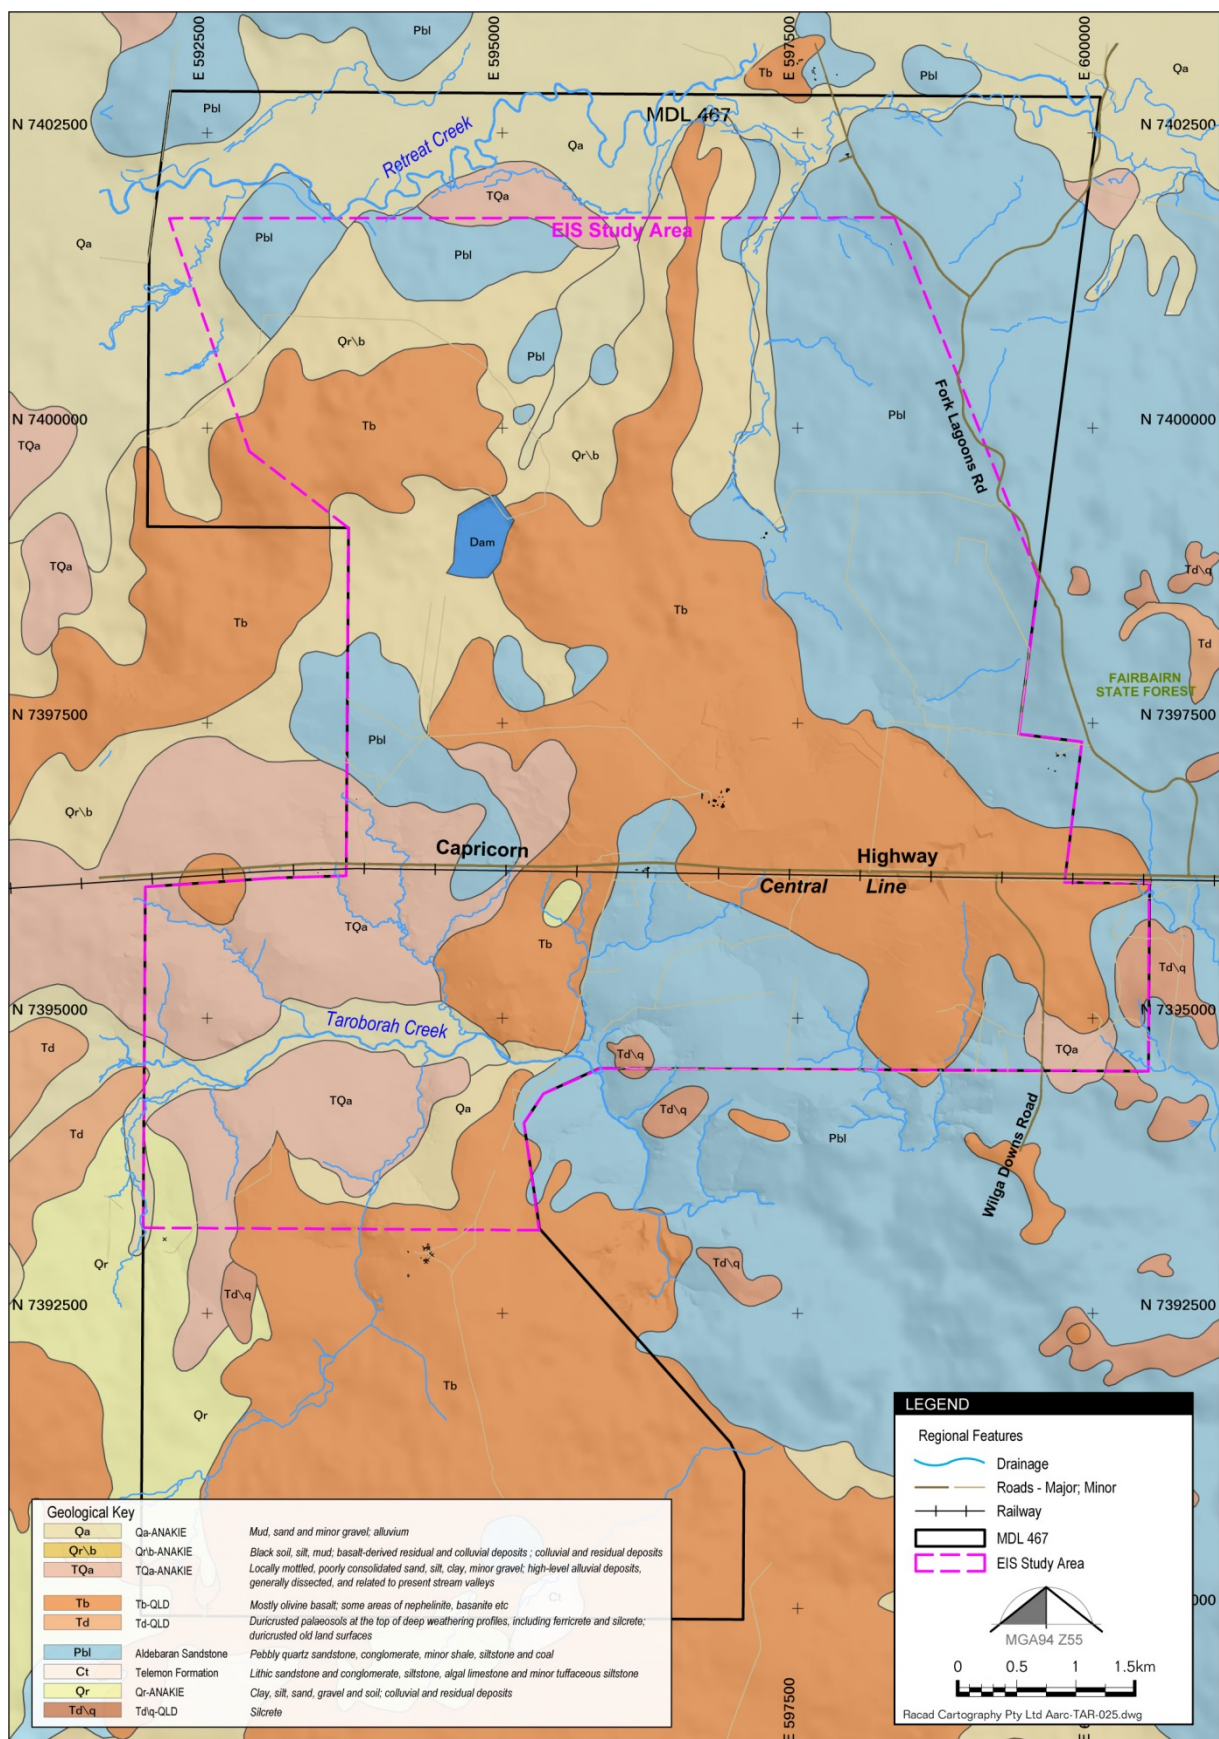 E 592500
E 595000
E 597500
E 600000
Pbl
Tb
Pbl
Qa
Pbl
MDL 467
N 7402500
N 7402500
Retreat Creek
Qa
TQa
EIS Study Area
Qa
Pbl
Pbl
Qr\b
Pbl
Fork Lagoons Rd
N 7400000
N 7400000
TQa
Tb
Pbl
Qr\b
Dam
TQa
Td\q
Tb
Tb
Td
FAIRBAIRN
STATE FOREST
N 7397500
N 7397500
Pbl
Qr\b
Capricorn
Highway
Central Line
TQa
Tb
Td\q
N 7395000
N 7395000
Taroborah Creek
Td
Td\q
TQa
TQa
Qa
Td\q
Td
Pbl
Wilga Downs Road
Qr
Td\q
Td\q
N 7392500
N 7392500
Tb
Qr
LEGEND
Regional Features
Drainage
Roads - Major; Minor
Railway
MDL 467
EIS Study Area
MGA94 Z55
0 0.5 1 1.5km
Racad Cartography Pty Ltd Aarc-TAR-025.dwg
Geological Key
Qa Qa-ANAKIE Mud, sand and minor gravel; alluvium
Qr\b Qr\b-ANAKIE Black soil, silt, mud; basalt-derived residual and colluvial deposits ; colluvial and residual deposits
TQa TQa-ANAKIE Locally mottled, poorly consolidated sand, silt, clay, minor gravel; high-level alluvial deposits,
generally dissected, and related to present stream valleys
Tb Tb-QLD Mostly olivine basalt; some areas of nephelinite, basanite etc
Td Td-QLD Duricrusted palaeosols at the top of deep weathering profiles, including ferricrete and silcrete;
duricrusted old land surfaces
Pbl Aldebaran Sandstone Pebbly quartz sandstone, conglomerate, minor shale, siltstone and coal
Ct Telemon Formation Lithic sandstone and conglomerate, siltstone, algal limestone and minor tuffaceous siltstone
Qr Qr-ANAKIE Clay, silt, sand, gravel and soil; colluvial and residual deposits
Td\q Td\q-QLD Silcrete
Ct
000
E 597500